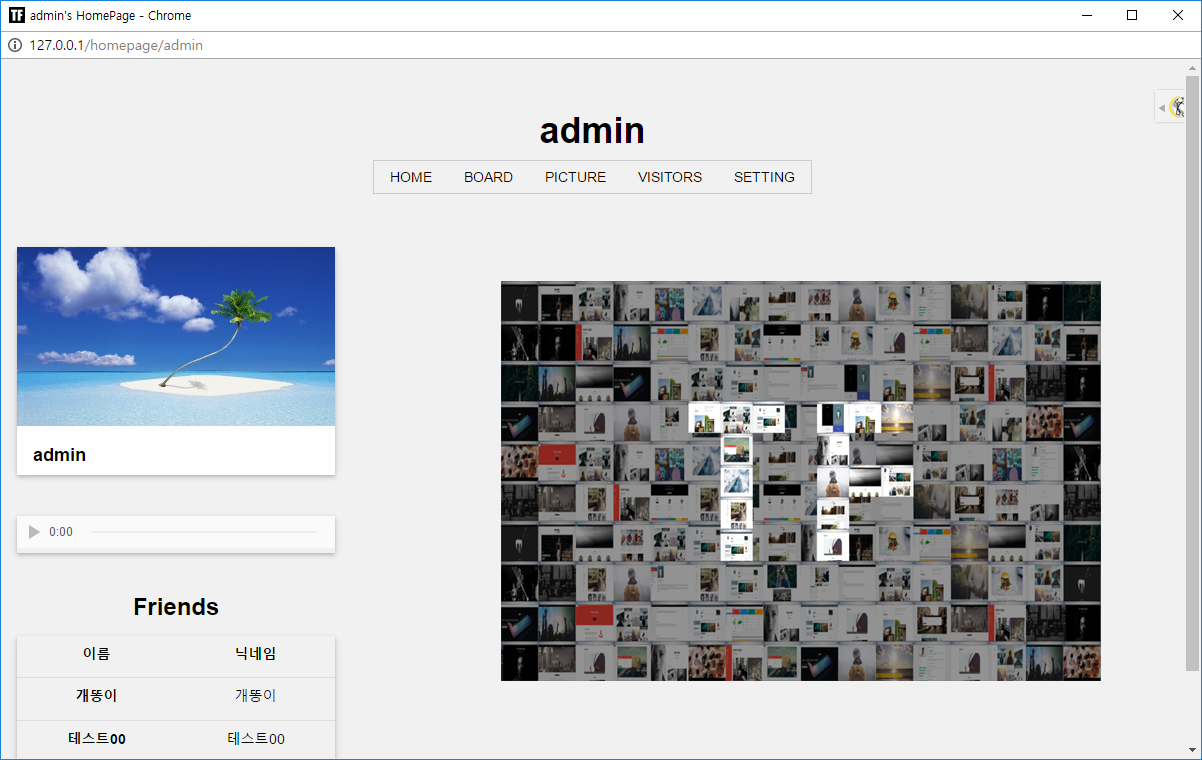 TF admin's HomePage - Chrome
127.0.0.1/homepage/admin
admin
HOME BOARD PICTURE VISITORS SETTING
admin
0:00
Friends
이름 닉네임
개똥이 개똥이
테스트00 테스트00
TF